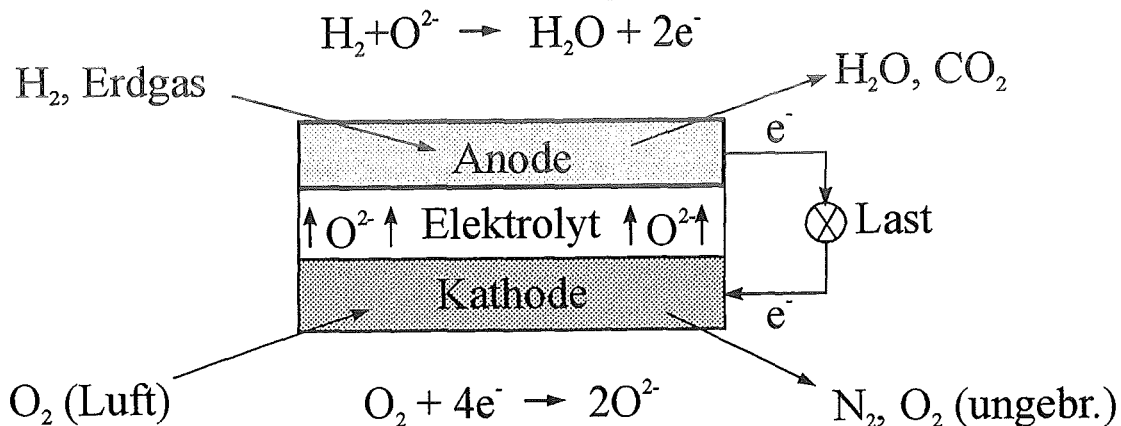 H₂+O²⁻ → H₂O + 2e⁻
H₂, Erdgas
H₂O, CO₂
e⁻
Anode
↑ O²⁻ ↑ Elektrolyt ↑ O²⁻ ↑
Last
Kathode
e⁻
O₂ (Luft)
O₂ + 4e⁻ → 2O²⁻
N₂, O₂ (ungebr.)